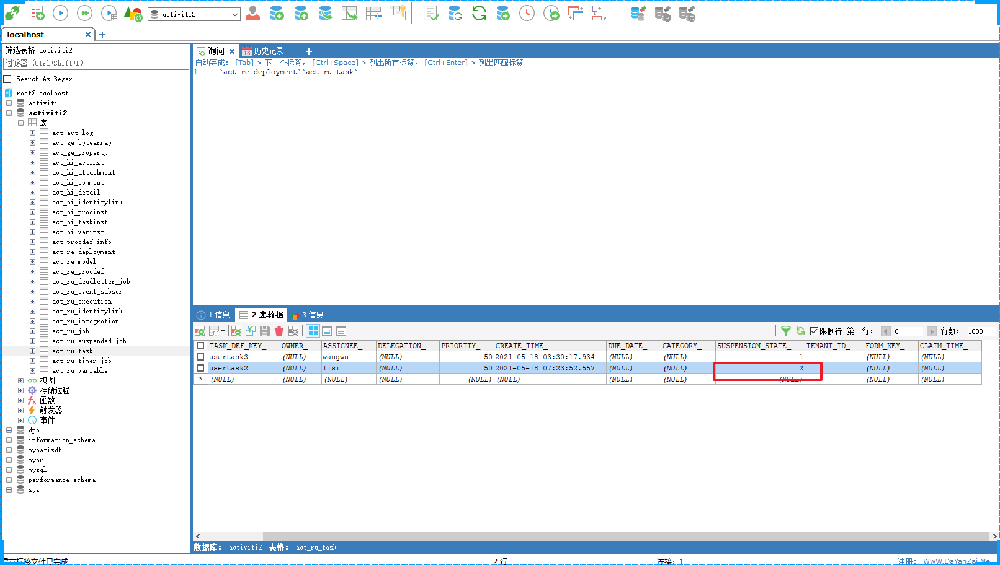 activiti2
localhost
筛选表格 activiti2
过滤器 (Ctrl+Shift+B)
Search As Regex
root@localhost
activiti
activiti2
表
act_evt_log
act_ge_bytearray
act_ge_property
act_hi_actinst
act_hi_attachment
act_hi_comment
act_hi_detail
act_hi_identitylink
act_hi_procinst
act_hi_taskinst
act_hi_varinst
act_procdef_info
act_re_deployment
act_re_model
act_re_procdef
act_ru_deadletter_job
act_ru_event_subscr
act_ru_execution
act_ru_identitylink
act_ru_integration
act_ru_job
act_ru_suspended_job
act_ru_task
act_ru_timer_job
act_ru_variable
视图
存储过程
函数
触发器
事件
dpb
information_schema
mybatisdb
myhr
mysql
performance_schema
sys
询问 18 历史记录
自动完成: [Tab]-> 下一个标签, [Ctrl+Space]-> 列出所有标签, [Ctrl+Enter]-> 列出匹配标签
1 `act_re_deployment``act_ru_task`
1 信息 2 表数据 3 信息
限制行 第一行: 0 行数: 1000
TASK_DEF_KEY_ OWNER_ ASSIGNEE_ DELEGATION_ PRIORITY_ CREATE_TIME_ DUE_DATE_ CATEGORY_ SUSPENSION_STATE_ TENANT_ID_ FORM_KEY_ CLAIM_TIME_
usertask3 (NULL) wangwu (NULL) 50 2021-05-18 03:30:17.934 (NULL) (NULL) 1 (NULL) (NULL)
usertask2 (NULL) lisi (NULL) 50 2021-05-18 07:23:52.557 (NULL) (NULL) 2 (NULL) (NULL)
* (NULL) (NULL) (NULL) (NULL) (NULL) (NULL) (NULL) (NULL) (NULL) (NULL) (NULL)
数据库: activiti2 表格: act_ru_task
建立标签文件已完成 2 行 连接: 1 注册: WwW.DaYanZai.Me